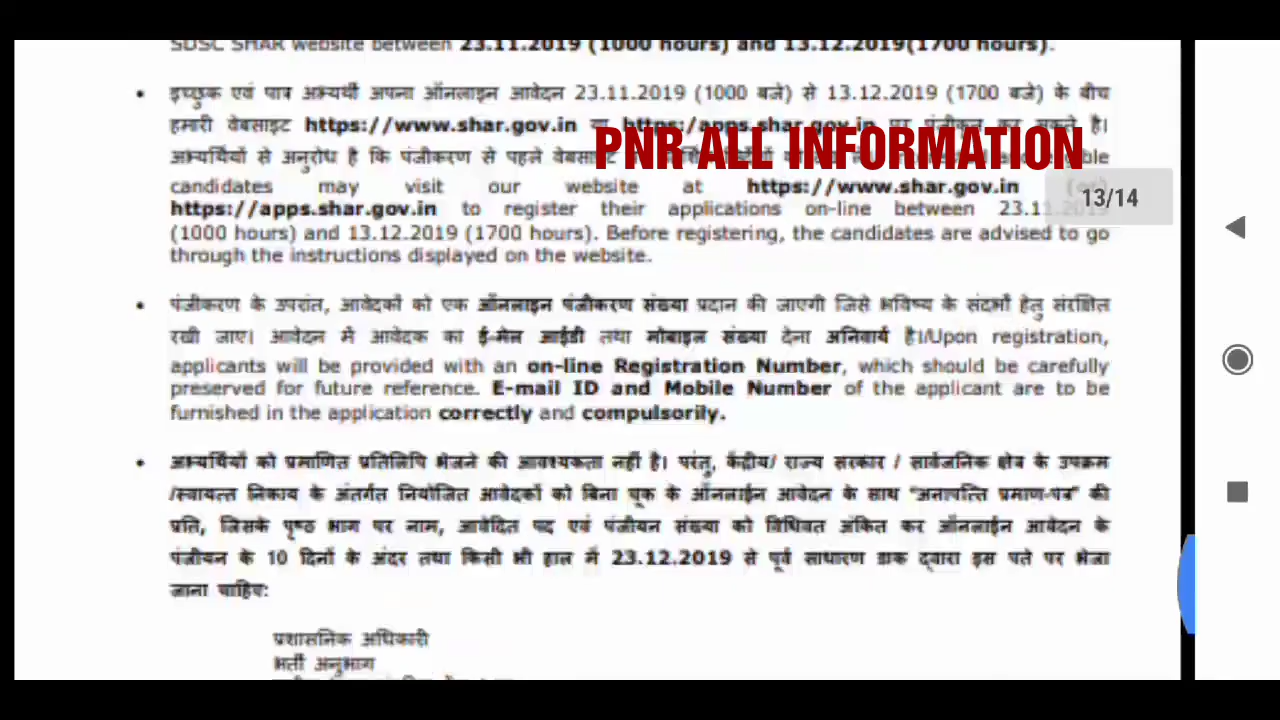 SDSC SHAR website between 23.11.2019 (1000 hours) and 13.12.2019(1700 hours).
• इच्छुक एवं पात्र अभ्यर्थी अपना ऑनलाइन आवेदन 23.11.2019 (1000 बजे) से 13.12.2019 (1700 बजे) के बीच
हमारी वेबसाइट https://www.shar.gov.in या https:/apps.shar.gov.in पर पंजीकृत कर सकते है।
PNR ALL INFORMATION
अभ्यर्थियों से अनुरोध है कि पंजीकरण से पहले वेबसाइट
candidates may visit our website at https://www.shar.gov.in (or)
13/14
https://apps.shar.gov.in to register their applications on-line between 23.11.2019
(1000 hours) and 13.12.2019 (1700 hours). Before registering, the candidates are advised to go
through the instructions displayed on the website.
• पंजीकरण के उपरांत, आवेदकों को एक ऑनलाइन पंजीकरण संख्या प्रदान की जाएगी जिसे भविष्य के संदर्भो हेतु संरक्षित
रखी जाए। आवेदन में आवेदक का ई-मेल आईडी तथा मोबाइल संख्या देना अनिवार्य है।/Upon registration,
applicants will be provided with an on-line Registration Number, which should be carefully
preserved for future reference. E-mail ID and Mobile Number of the applicant are to be
furnished in the application correctly and compulsorily.
• अभ्यर्थियों को प्रमाणित प्रतिलिपि भेजने की आवश्यकता नहीं है। परंतु, केंद्रीय/ राज्य सरकार / सार्वजनिक क्षेत्र के उपक्रम
/स्वायत्त निकाय के अंतर्गत नियोजित आवेदकों को बिना चूक के ऑनलाईन आवेदन के साथ "अनापत्ति प्रमाण-पत्र" की
प्रति, जिसके पृष्ठ भाग पर नाम, आवेदित पद एवं पंजीयन संख्या को विधिवत अंकित कर ऑनलाईन आवेदन के
पंजीयन के 10 दिनों के अंदर तथा किसी भी हाल में 23.12.2019 से पूर्व साधारण डाक द्वारा इस पते पर भेजा
जाना चाहिए:
प्रशासनिक अधिकारी
भर्ती अनुभाग